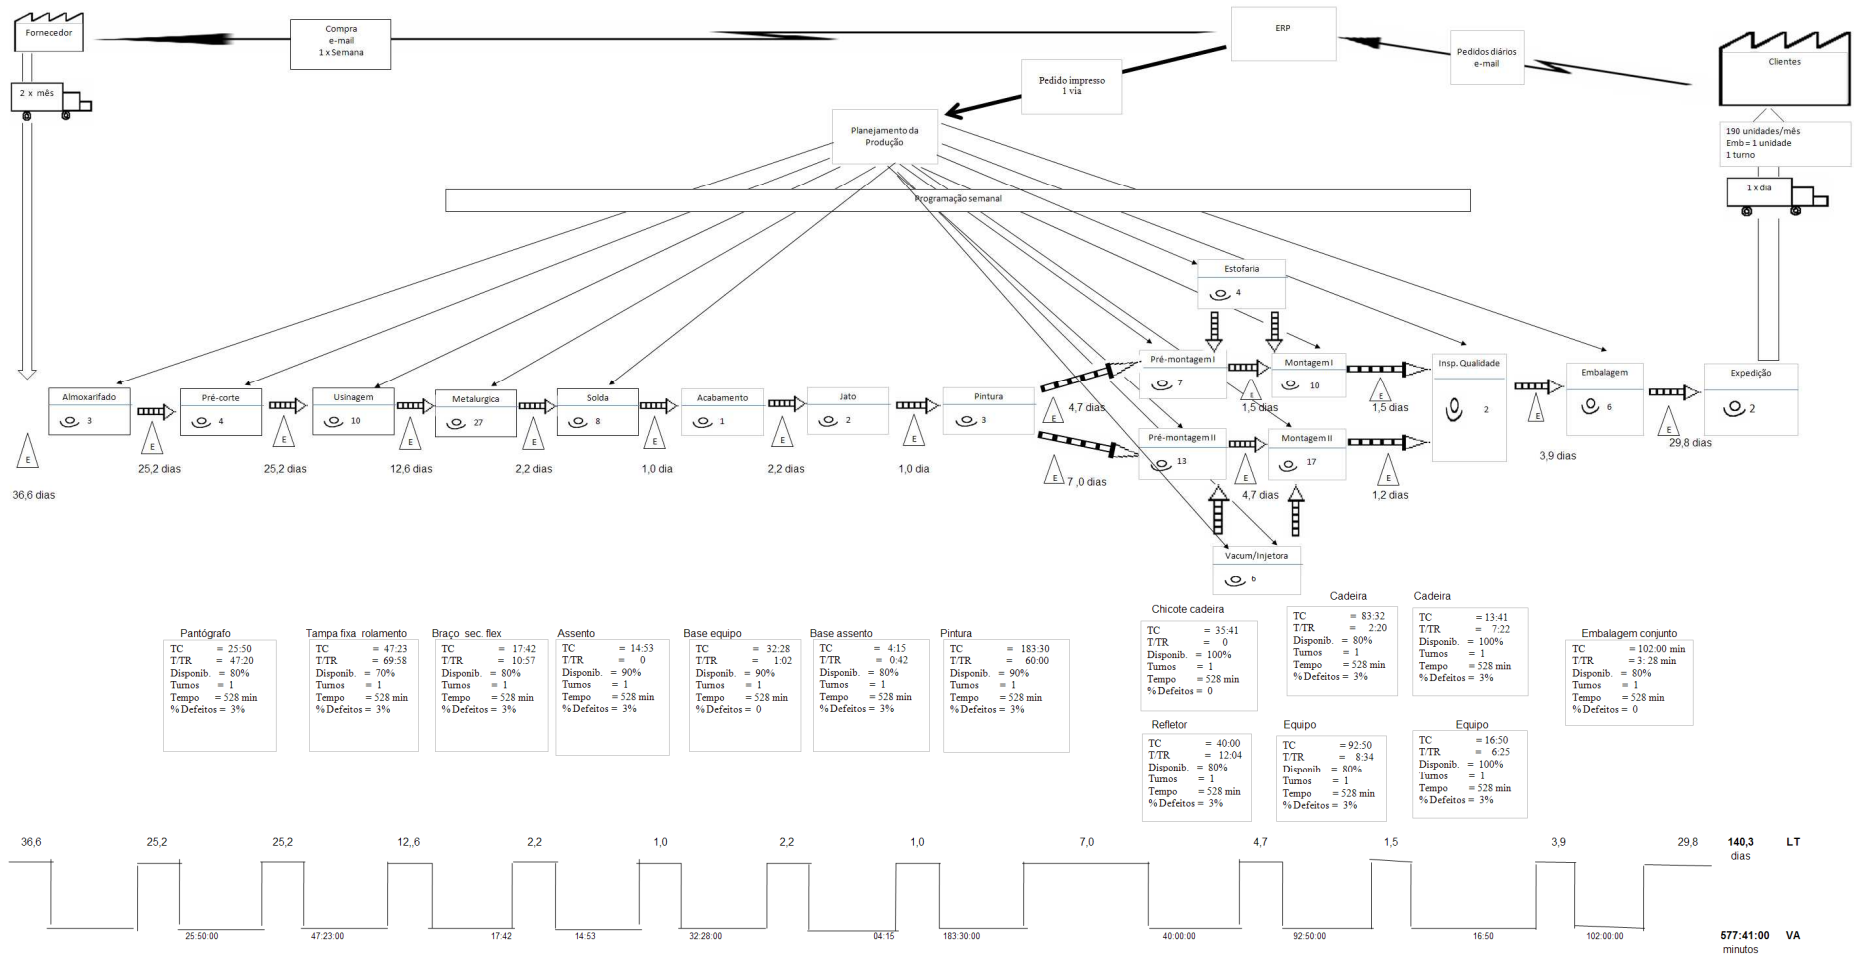 Fornecedor
Compra
e-mail
1 x Semana
ERP
Pedidos diários
e-mail
Clientes
2 x mês
Pedido impresso
1 via
Planejamento da
Produção
190 unidades/mês
Emb = 1 unidade
1 turno
1 x dia
Programação semanal
Estofaria
4
Almoxarifado
3
Pré-corte
4
Usinagem
10
Metalurgica
27
Solda
8
Acabamento
1
Jato
2
Pintura
3
Pré-montagem I
7
Montagem I
10
Insp. Qualidade
2
Embalagem
6
Expedição
2
Pré-montagem II
13
Montagem II
17
Vacum/Injetora
6
E
36,6 dias
E
25,2 dias
E
25,2 dias
E
12,6 dias
E
2,2 dias
E
1,0 dia
E
2,2 dias
E
1,0 dia
E
4,7 dias
E
1,5 dias
E
1,5 dias
E
7 ,0 dias
E
4,7 dias
E
1,2 dias
E
3,9 dias
E
29,8 dias
Pantógrafo
TC = 25:50
T/TR = 47:20
Disponib. = 80%
Turnos = 1
Tempo = 528 min
% Defeitos = 3%
Tampa fixa rolamento
TC = 47:23
T/TR = 69:58
Disponib. = 70%
Turnos = 1
Tempo = 528 min
% Defeitos = 3%
Braço sec. flex
TC = 17:42
T/TR = 10:57
Disponib. = 80%
Turnos = 1
Tempo = 528 min
% Defeitos = 3%
Assento
TC = 14:53
T/TR = 0
Disponib. = 90%
Turnos = 1
Tempo = 528 min
% Defeitos = 3%
Base equipo
TC = 32:28
T/TR = 1:02
Disponib. = 90%
Turnos = 1
Tempo = 528 min
% Defeitos = 0
Base assento
TC = 4:15
T/TR = 0:42
Disponib. = 80%
Turnos = 1
Tempo = 528 min
% Defeitos = 3%
Pintura
TC = 183:30
T/TR = 60:00
Disponib. = 90%
Turnos = 1
Tempo = 528 min
% Defeitos = 3%
Chicote cadeira
TC = 35:41
T/TR = 0
Disponib. = 100%
Turnos = 1
Tempo = 528 min
% Defeitos = 0
Cadeira
TC = 83:32
T/TR = 2:20
Disponib. = 80%
Turnos = 1
Tempo = 528 min
% Defeitos = 3%
Cadeira
TC = 13:41
T/TR = 7:22
Disponib. = 100%
Turnos = 1
Tempo = 528 min
% Defeitos = 3%
Embalagem conjunto
TC = 102:00 min
T/TR = 3: 28 min
Disponib. = 80%
Turnos = 1
Tempo = 528 min
% Defeitos = 0
Refletor
TC = 40:00
T/TR = 12:04
Disponib. = 80%
Turnos = 1
Tempo = 528 min
% Defeitos = 3%
Equipo
TC = 92:50
T/TR = 8:34
Disponib = 80%
Turnos = 1
Tempo = 528 min
% Defeitos = 3%
Equipo
TC = 16:50
T/TR = 6:25
Disponib. = 100%
Turnos = 1
Tempo = 528 min
% Defeitos = 3%
36,6 25,2 25,2 12,,6 2,2 1,0 2,2 1,0 7,0 4,7 1,5 3,9 29,8 140,3 LT
dias
25:50:00 47:23:00 17:42 14:53 32:28:00 04:15 183:30:00 40:00:00 92:50:00 16:50 102:00:00 577:41:00 VA
minutos